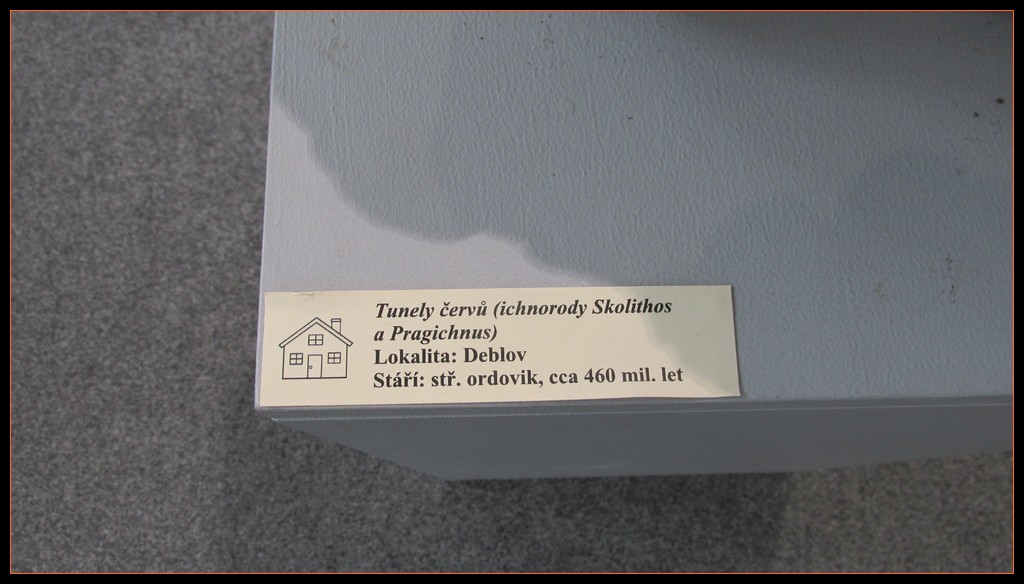 Tunely červů (ichnorody Skolithos
a Pragichnus)
Lokalita: Deblov
Stáří: stř. ordovik, cca 460 mil. let